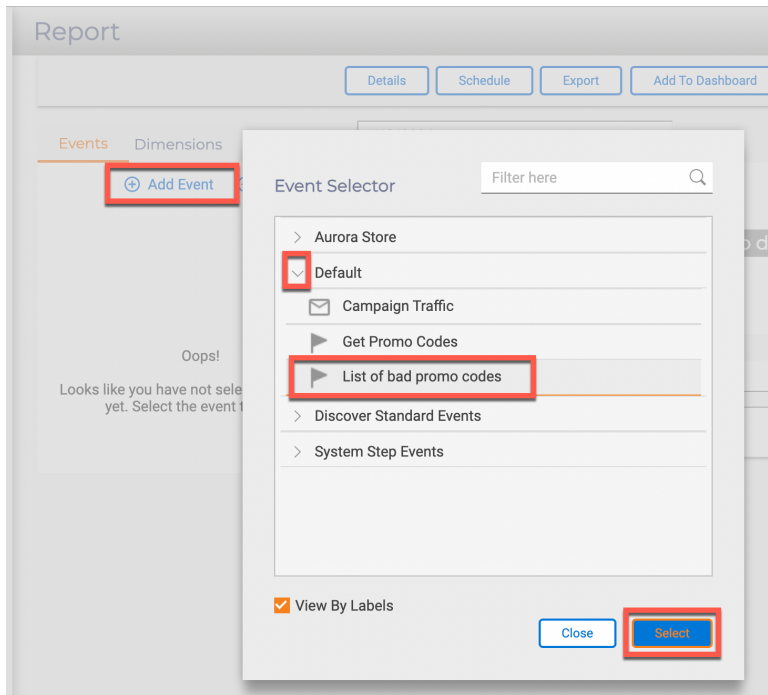 Report
Details
Schedule
Export
Add To Dashboard
Events
Dimensions
Add Event
Event Selector
Filter here
Aurora Store
Default
Campaign Traffic
Get Promo Codes
List of bad promo codes
Discover Standard Events
System Step Events
Oops!
Looks like you have not
yet. Select the event
View By Labels
Close
Select